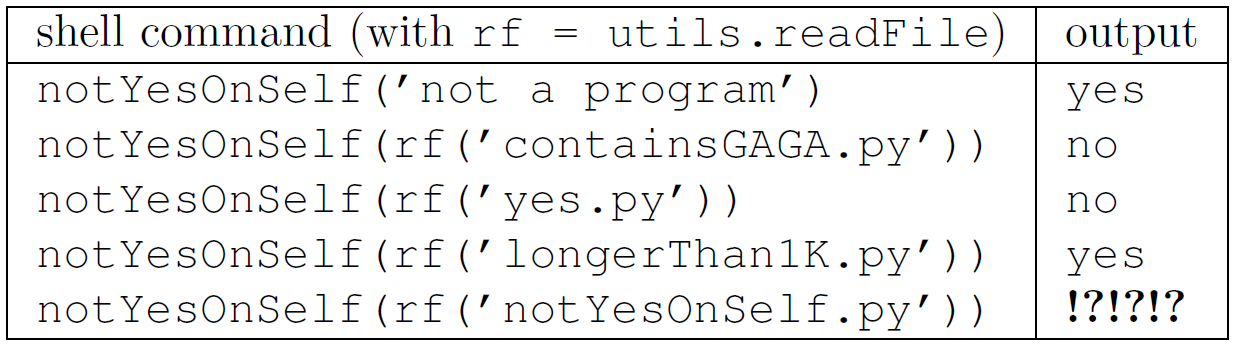 shell command (with rf = utils.readFile) output
notYesOnSelf('not a program') yes
notYesOnSelf(rf('containsGAGA.py')) no
notYesOnSelf(rf('yes.py')) no
notYesOnSelf(rf('longerThan1K.py')) yes
notYesOnSelf(rf('notYesOnSelf.py')) !?!?!?